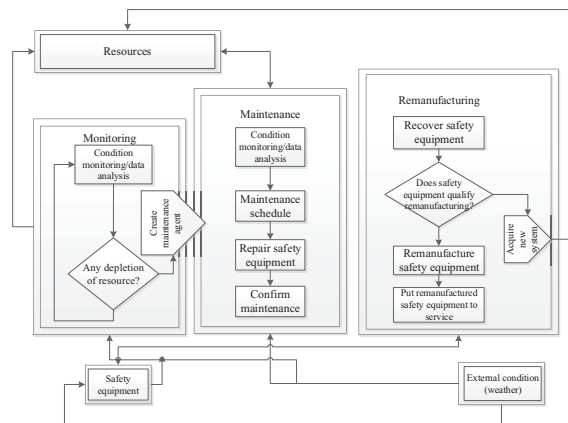 Resources
Monitoring
Condition
monitoring/data
analysis
Any depletion
of resource?
Create
maintenance
agent
Maintenance
Condition
monitoring/data
analysis
Maintenance
schedule
Repair safety
equipment
Confirm
maintenance
Remanufacturing
Recover safety
equipment
Does safety
equipment qualify
remanufacturing?
Remanufacture
safety equipment
Put remanufactured
safety equipment to
service
Acquire
new
system
Safety
equipment
External condition
(weather)